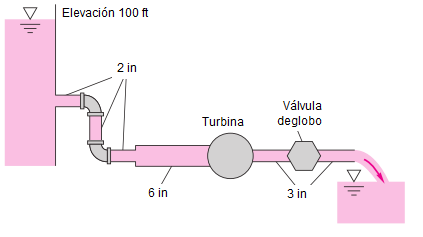 Elevación 100 ft
2 in
Turbina
Válvula
deglobo
6 in
3 in